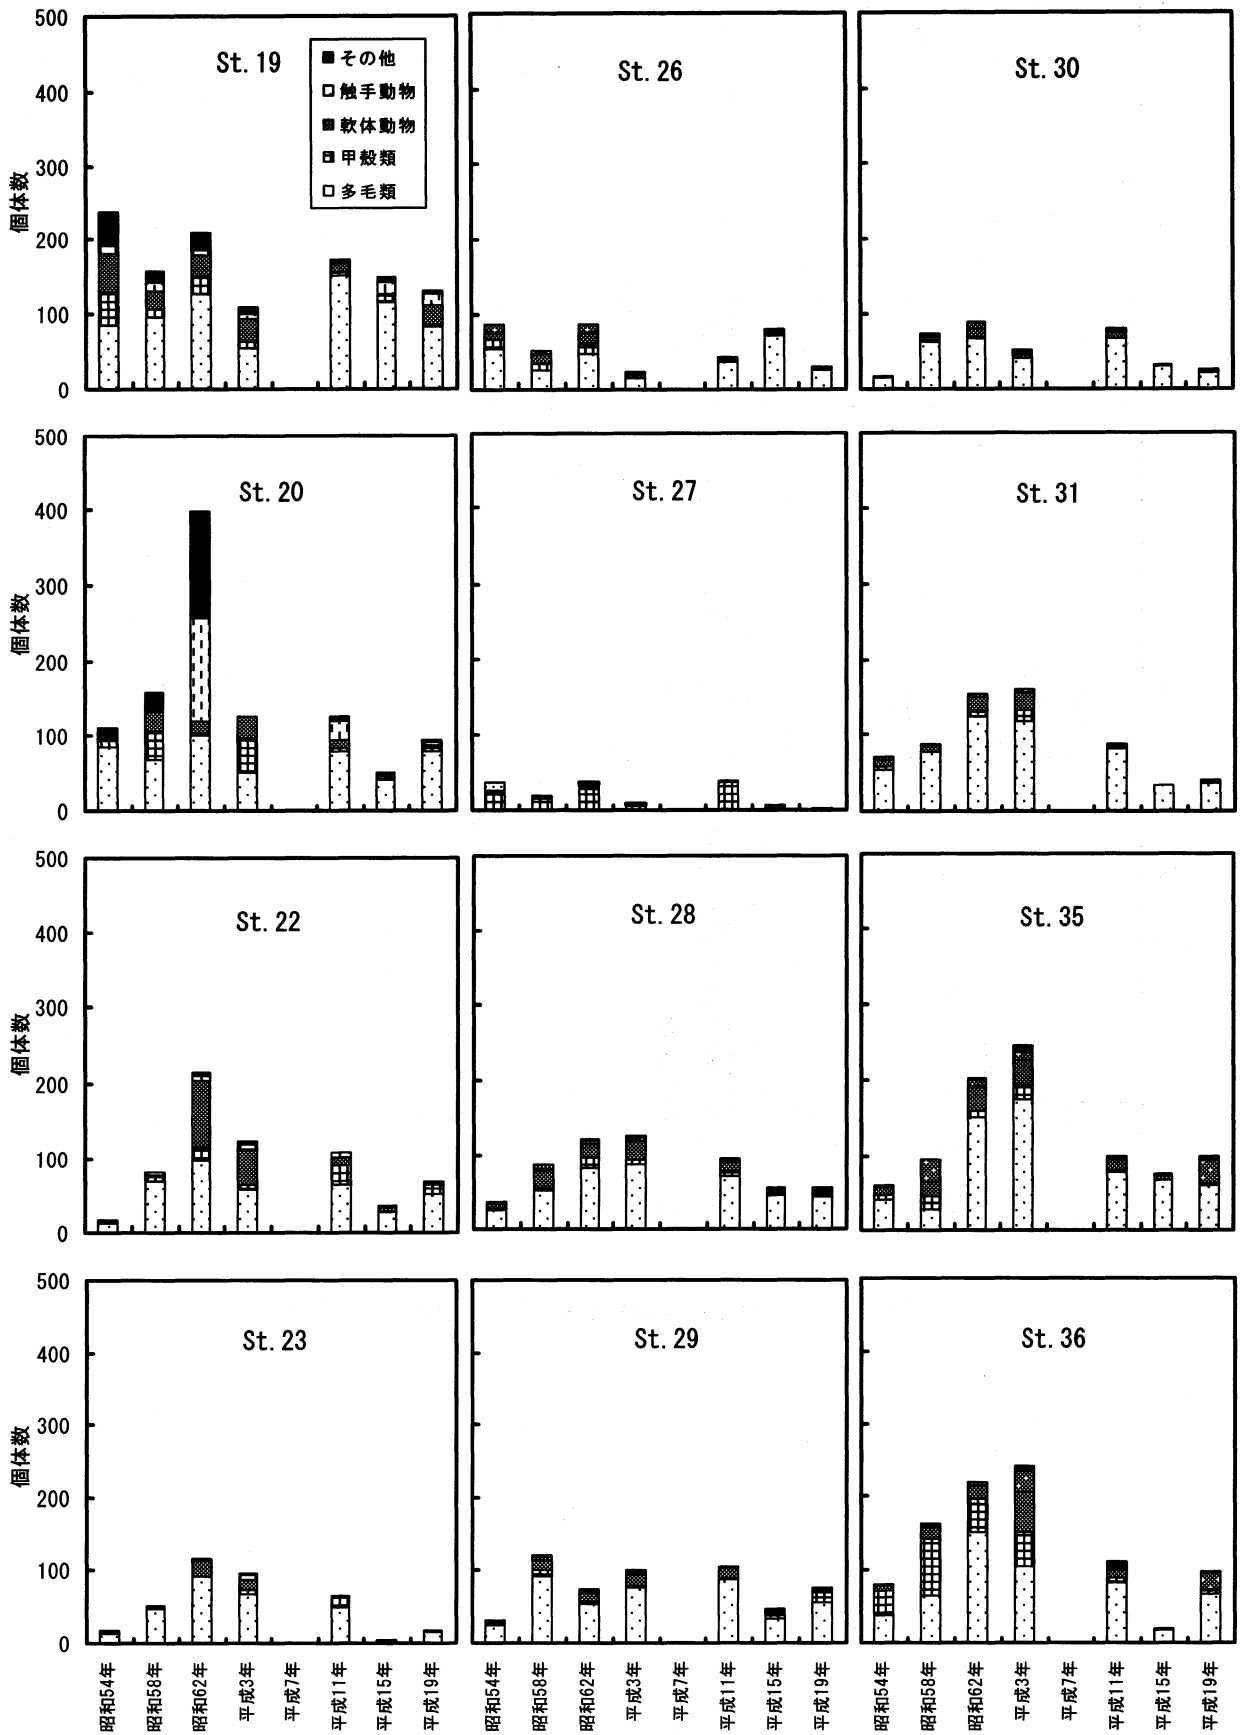 500
400
300
200
100
0
個体数
St. 19
その他
触手動物
軟体動物
甲殻類
多毛類
St. 26
St. 30
500
400
300
200
100
0
個体数
St. 20
St. 27
St. 31
500
400
300
200
100
0
個体数
St. 22
St. 28
St. 35
500
400
300
200
100
0
個体数
St. 23
St. 29
St. 36
昭和54年
昭和58年
昭和62年
平成3年
平成7年
平成11年
平成15年
平成19年
昭和54年
昭和58年
昭和62年
平成3年
平成7年
平成11年
平成15年
平成19年
昭和54年
昭和58年
昭和62年
平成3年
平成7年
平成11年
平成15年
平成19年